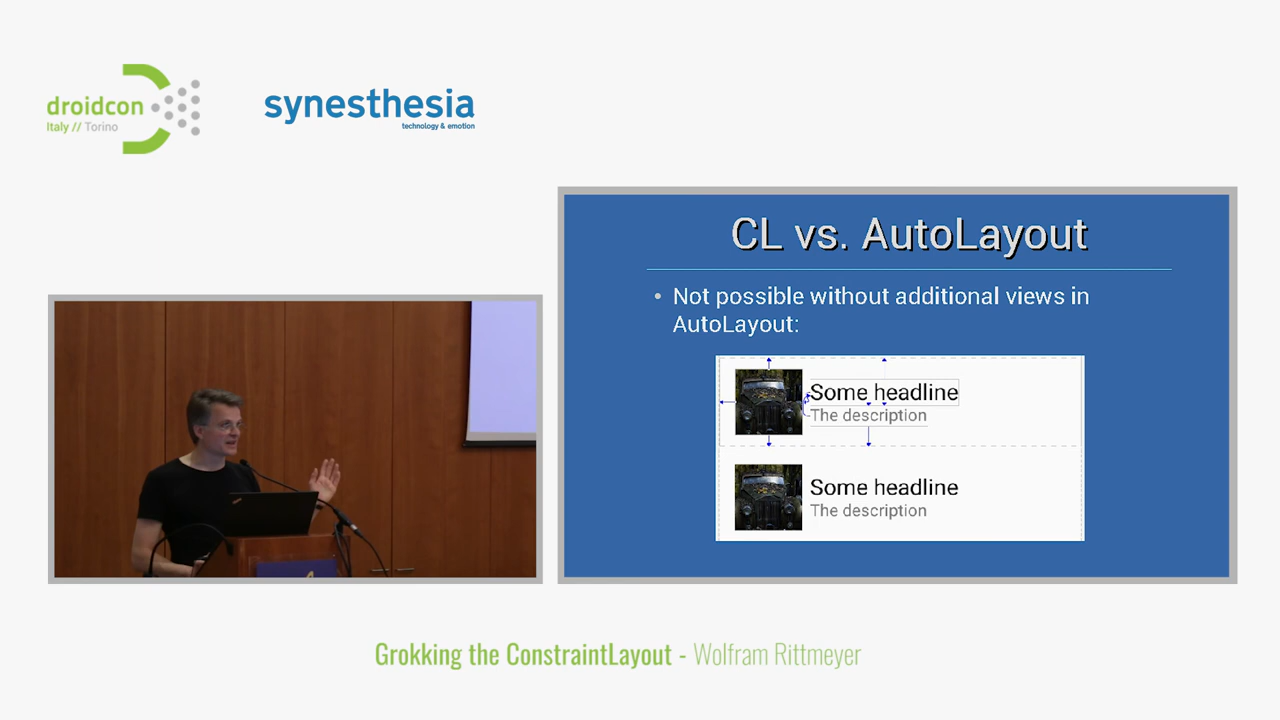 droidcon
Italy // Torino
synesthesia
technology & emotion
CL vs. AutoLayout
• Not possible without additional views in
AutoLayout:
Some headline
The description
Some headline
The description
Grokking the ConstraintLayout - Wolfram Rittmeyer